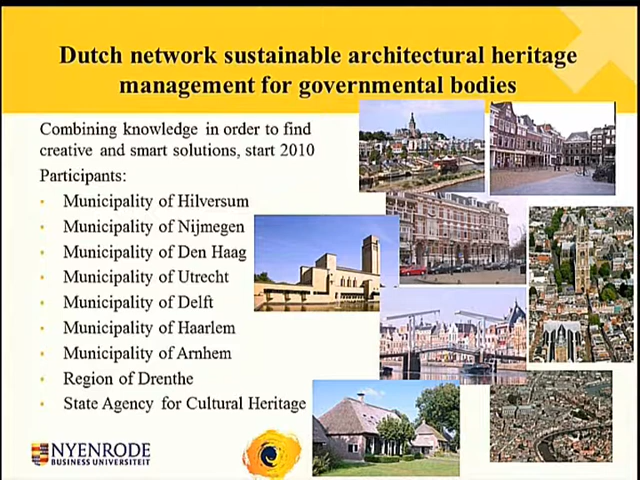 Dutch network sustainable architectural heritage
management for governmental bodies
Combining knowledge in order to find
creative and smart solutions, start 2010
Participants:
• Municipality of Hilversum
• Municipality of Nijmegen
• Municipality of Den Haag
• Municipality of Utrecht
• Municipality of Delft
• Municipality of Haarlem
• Municipality of Arnhem
• Region of Drenthe
• State Agency for Cultural Heritage
NYENRODE
BUSINESS UNIVERSITEIT